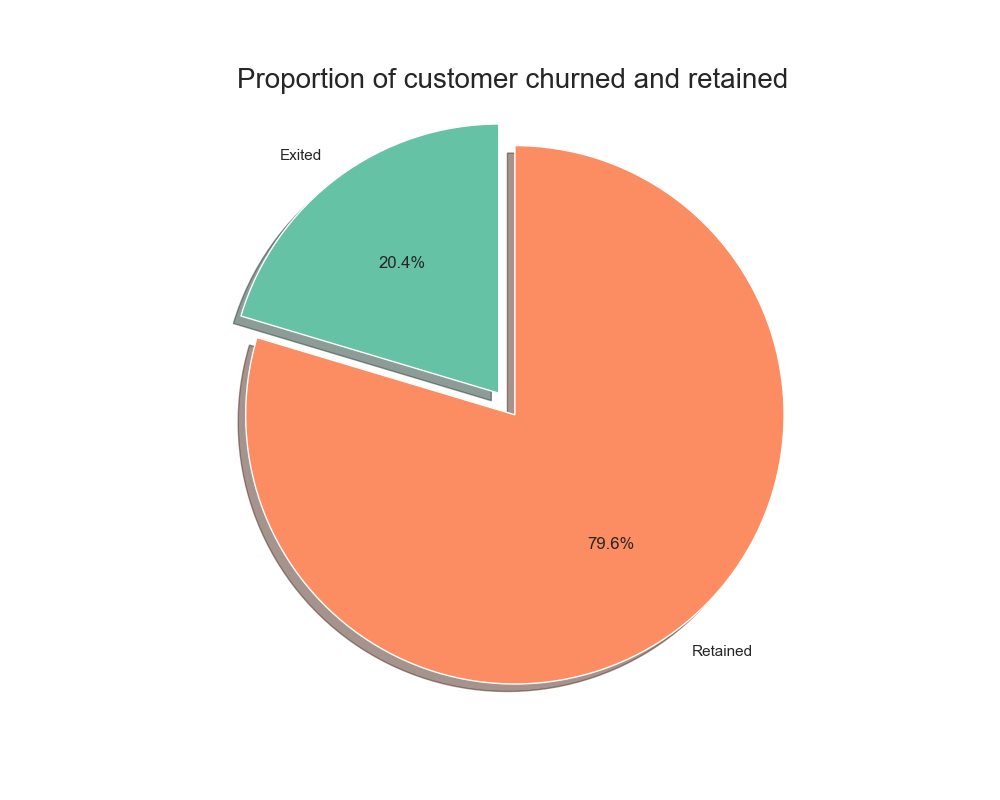 Proportion of customer churned and retained
Exited
20.4%
79.6%
Retained